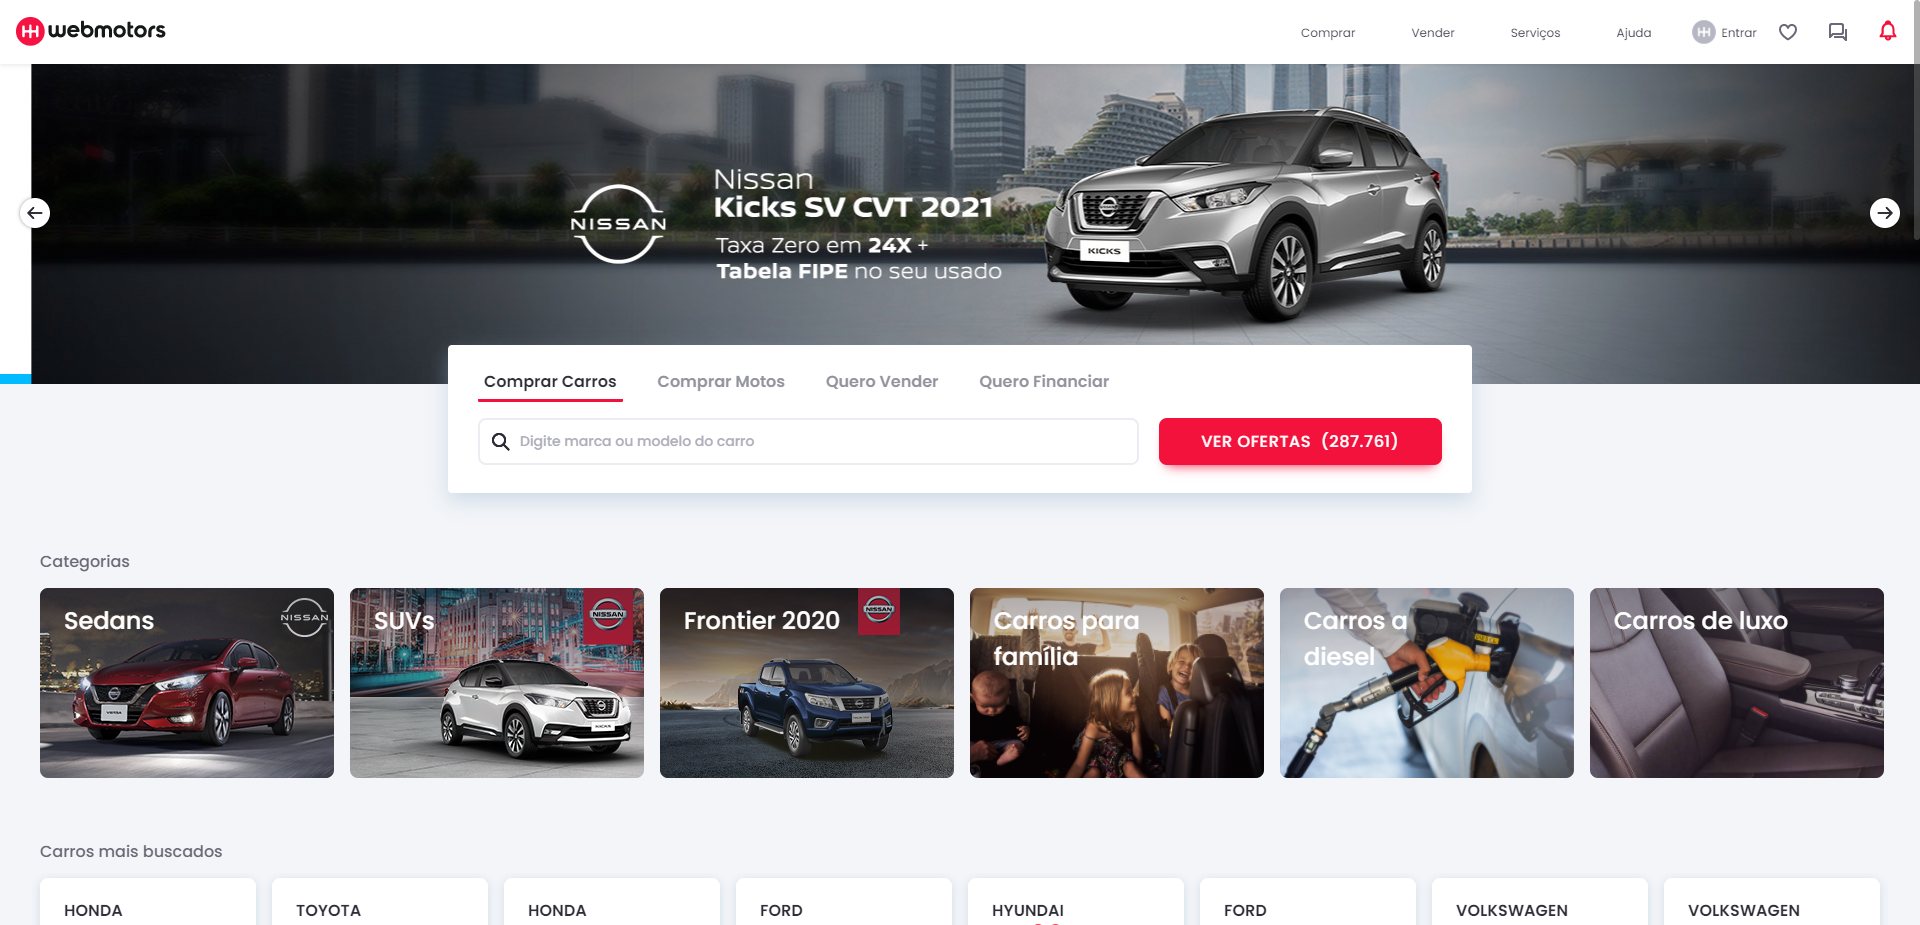 webmotors
Comprar
Vender
Serviços
Ajuda
Entrar
NISSAN
Nissan
Kicks SV CVT 2021
Taxa Zero em 24X +
Tabela FIPE no seu usado
KICKS
Comprar Carros
Comprar Motos
Quero Vender
Quero Financiar
Digite marca ou modelo do carro
VER OFERTAS (287.761)
Categorias
Sedans
NISSAN
VERSA
SUVs
NISSAN
KICKS
Frontier 2020
NISSAN
Carros para
família
Carros a
diesel
Carros de luxo
Carros mais buscados
HONDA
TOYOTA
HONDA
FORD
HYUNDAI
FORD
VOLKSWAGEN
VOLKSWAGEN